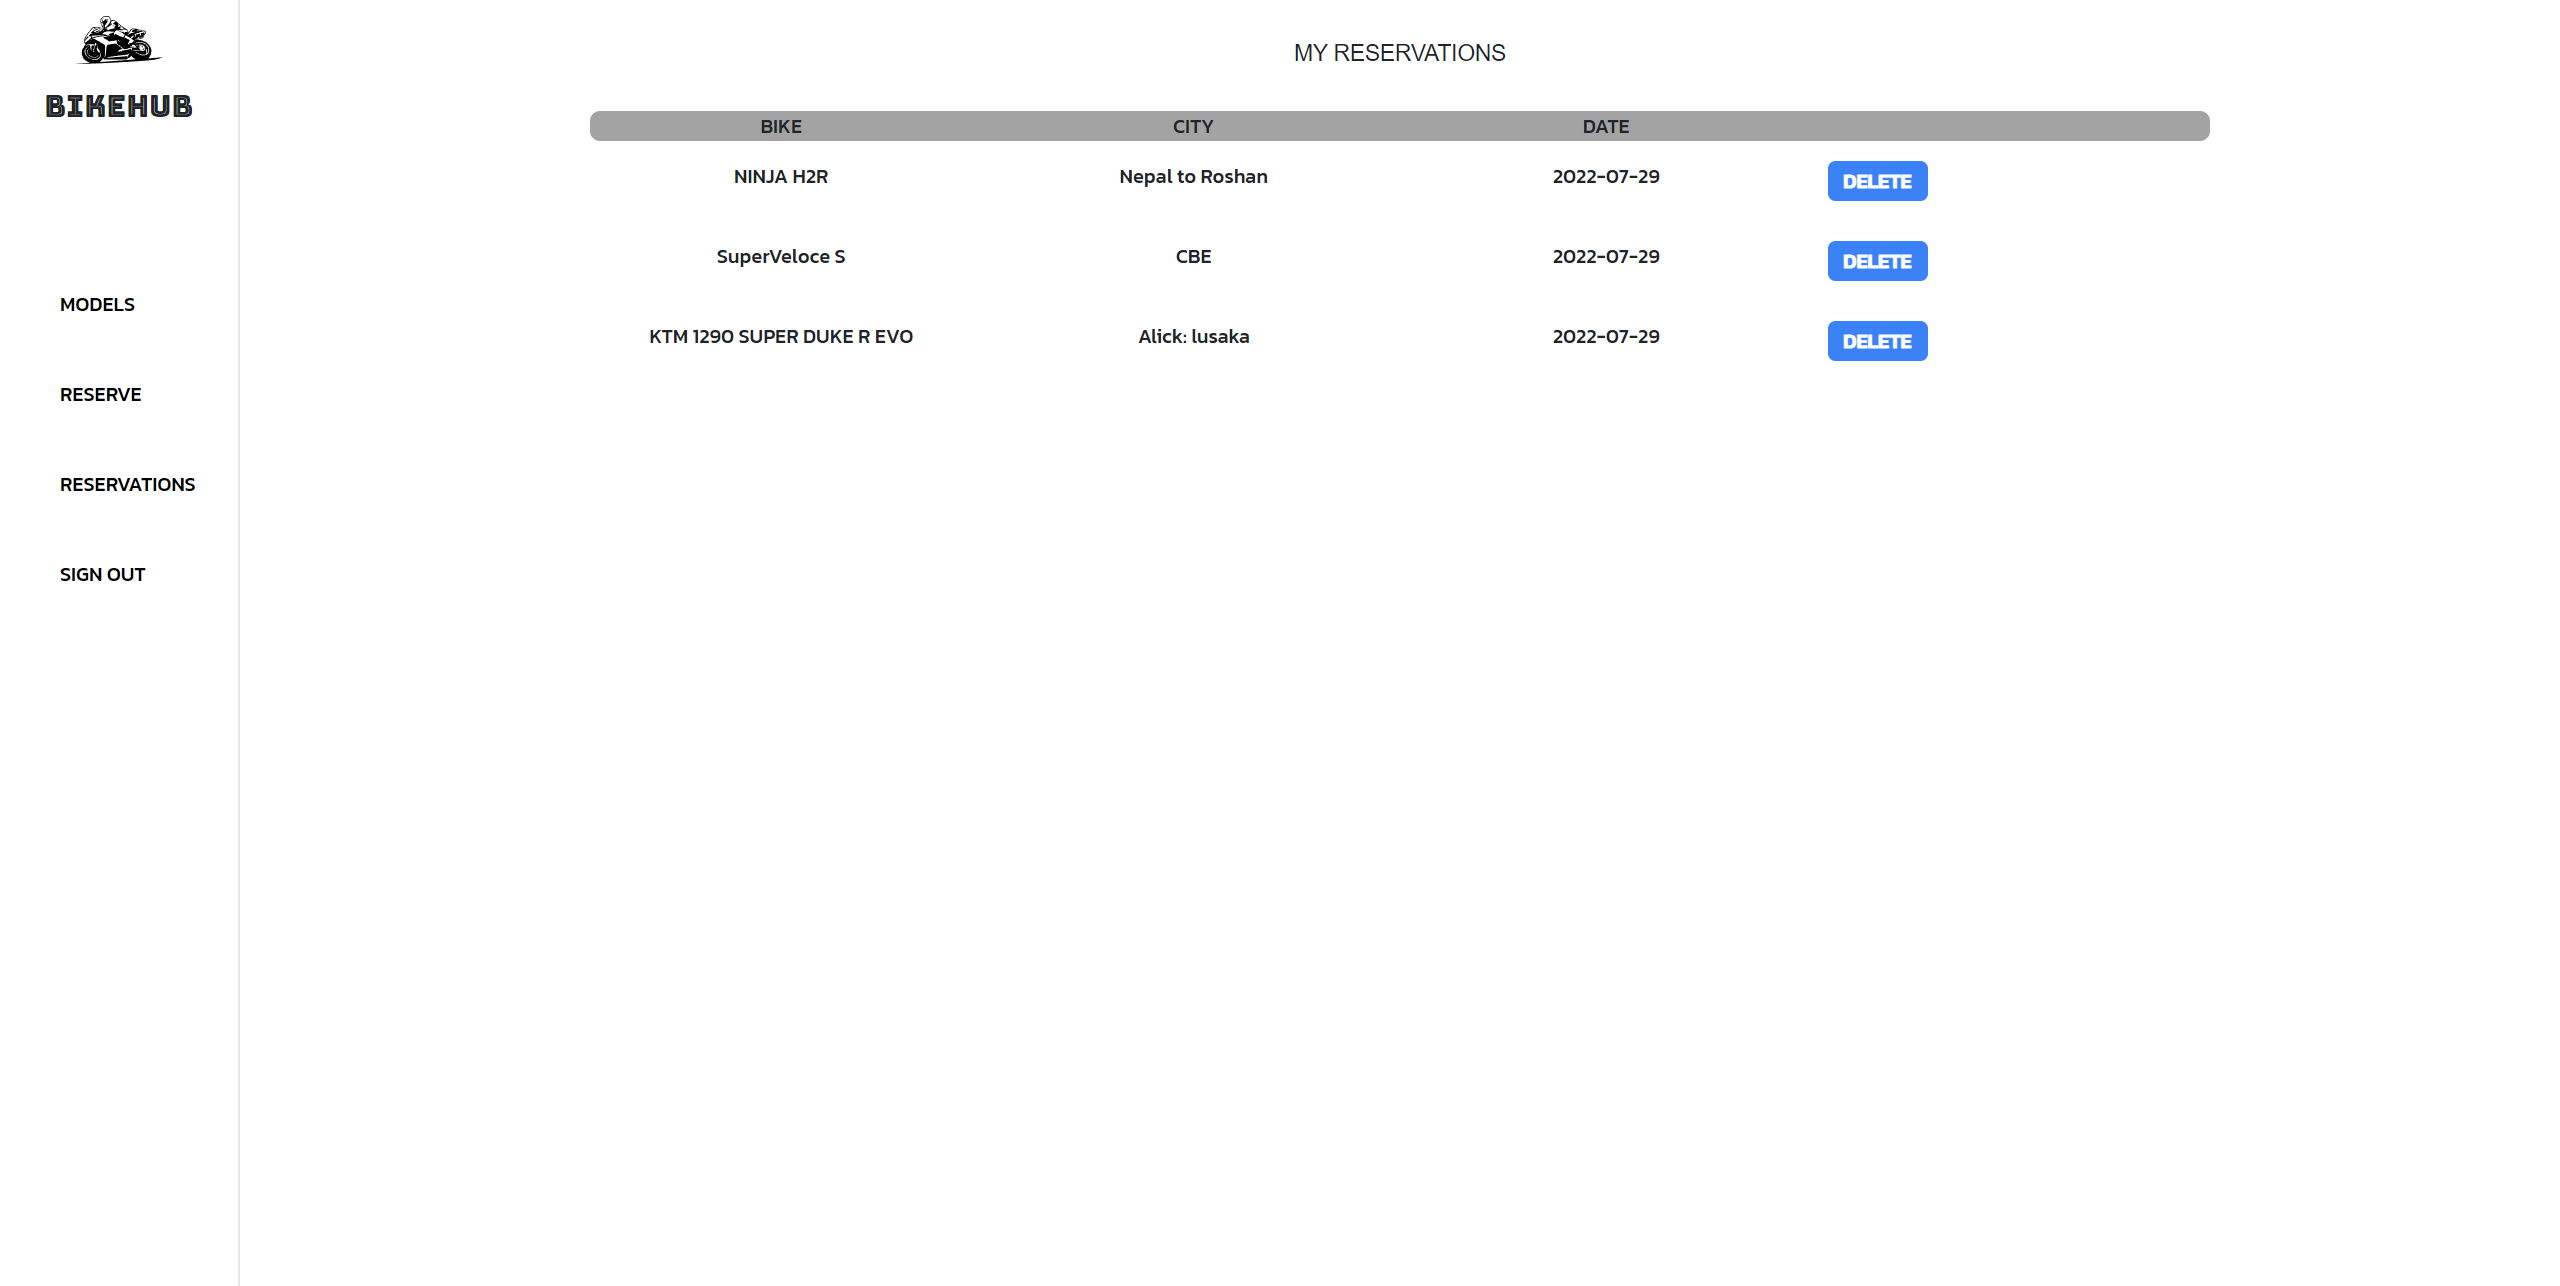 BIKEHUB
MODELS
RESERVE
RESERVATIONS
SIGN OUT
MY RESERVATIONS
BIKE CITY DATE
NINJA H2R Nepal to Roshan 2022-07-29 DELETE
SuperVeloce S CBE 2022-07-29 DELETE
KTM 1290 SUPER DUKE R EVO Alick: lusaka 2022-07-29 DELETE